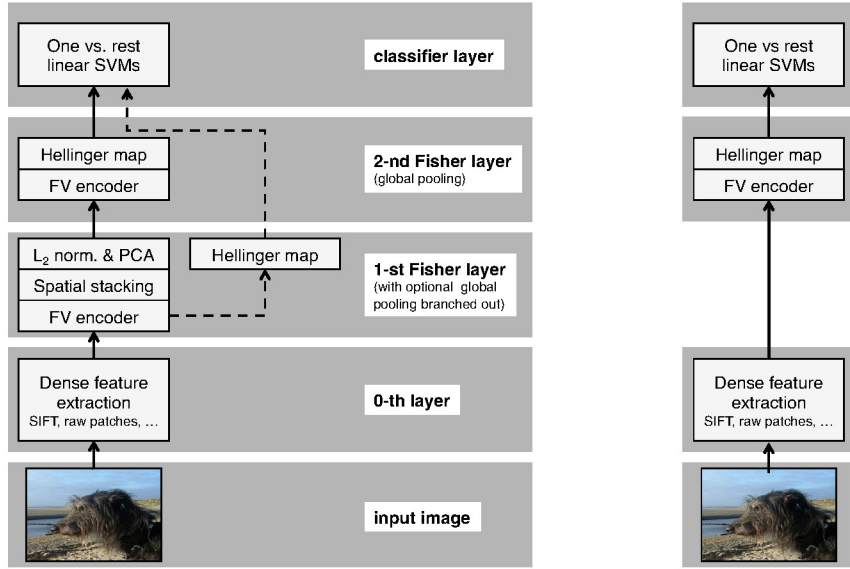 One vs. rest
linear SVMs
classifier layer
Hellinger map
FV encoder
2-nd Fisher layer
(global pooling)
L₂ norm. & PCA
Spatial stacking
FV encoder
Hellinger map
1-st Fisher layer
(with optional global
pooling branched out)
Dense feature
extraction
SIFT, raw patches, …
0-th layer
input image
One vs rest
linear SVMs
Hellinger map
FV encoder
Dense feature
extraction
SIFT, raw patches, …